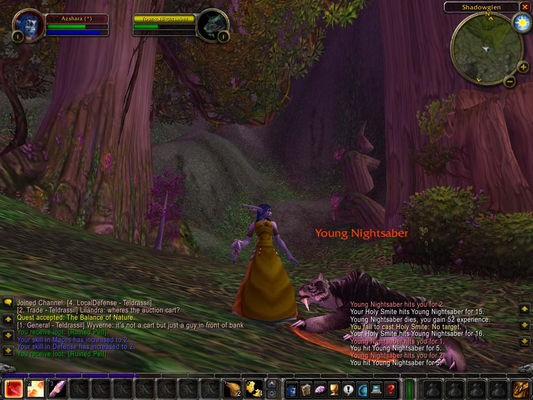 Azshara (*)
Young Nightsaber
Shadowglen
N
Young Nightsaber
Joined Channel: [4. LocalDefense - Teldrassil]
[2. Trade - Teldrassil] Liliandra: wheres the auction cart?
Quest accepted: The Balance of Nature.
[1. General - Teldrassil] Wyverne: it's not a cart but just a guy in front of bank
You receive loot: [Ruined Pelt].
Your skill in Maces has increased to 2.
Your skill in Defense has increased to 2.
You receive loot: [Ruined Pelt].
Young Nightsaber hits you for 2.
Your Holy Smite hits Young Nightsaber for 15.
Young Nightsaber dies, you gain 52 experience.
You fail to cast Holy Smite: No target.
Your Holy Smite hits Young Nightsaber for 16.
Young Nightsaber hits you for 1.
You hit Young Nightsaber for 5.
Young Nightsaber hits you for 2.
You hit Young Nightsaber for 5.